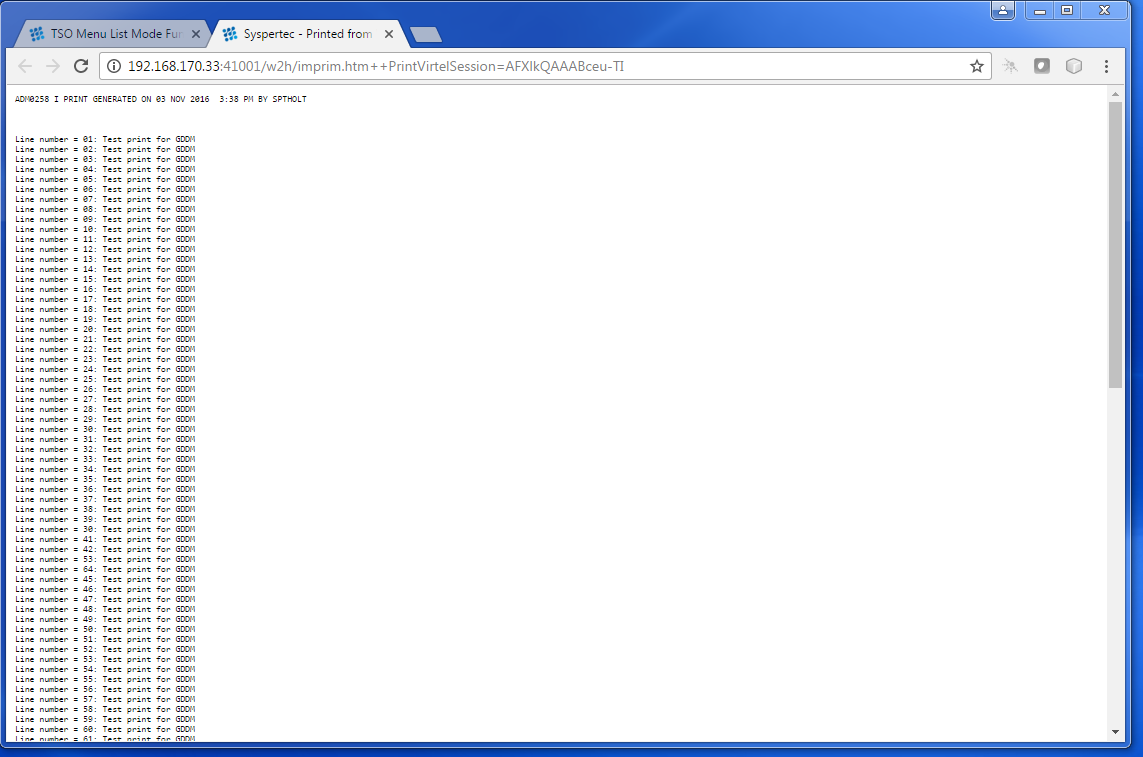 TSO Menu List Mode Fun
Syspertec - Printed from
192.168.170.33:41001/w2h/imprim.htm++PrintVirtelSession=AFXIkQAAABceu-TI
ADM0258 I PRINT GENERATED ON 03 NOV 2016  3:38 PM BY SPTHOLT
Line number = 01: Test print for GDDM
Line number = 02: Test print for GDDM
Line number = 03: Test print for GDDM
Line number = 04: Test print for GDDM
Line number = 05: Test print for GDDM
Line number = 06: Test print for GDDM
Line number = 07: Test print for GDDM
Line number = 08: Test print for GDDM
Line number = 09: Test print for GDDM
Line number = 10: Test print for GDDM
Line number = 11: Test print for GDDM
Line number = 12: Test print for GDDM
Line number = 13: Test print for GDDM
Line number = 14: Test print for GDDM
Line number = 15: Test print for GDDM
Line number = 16: Test print for GDDM
Line number = 17: Test print for GDDM
Line number = 18: Test print for GDDM
Line number = 19: Test print for GDDM
Line number = 20: Test print for GDDM
Line number = 21: Test print for GDDM
Line number = 22: Test print for GDDM
Line number = 23: Test print for GDDM
Line number = 24: Test print for GDDM
Line number = 25: Test print for GDDM
Line number = 26: Test print for GDDM
Line number = 27: Test print for GDDM
Line number = 28: Test print for GDDM
Line number = 29: Test print for GDDM
Line number = 30: Test print for GDDM
Line number = 31: Test print for GDDM
Line number = 32: Test print for GDDM
Line number = 33: Test print for GDDM
Line number = 34: Test print for GDDM
Line number = 35: Test print for GDDM
Line number = 36: Test print for GDDM
Line number = 37: Test print for GDDM
Line number = 38: Test print for GDDM
Line number = 39: Test print for GDDM
Line number = 30: Test print for GDDM
Line number = 41: Test print for GDDM
Line number = 42: Test print for GDDM
Line number = 53: Test print for GDDM
Line number = 64: Test print for GDDM
Line number = 45: Test print for GDDM
Line number = 46: Test print for GDDM
Line number = 47: Test print for GDDM
Line number = 48: Test print for GDDM
Line number = 49: Test print for GDDM
Line number = 50: Test print for GDDM
Line number = 51: Test print for GDDM
Line number = 52: Test print for GDDM
Line number = 53: Test print for GDDM
Line number = 54: Test print for GDDM
Line number = 55: Test print for GDDM
Line number = 56: Test print for GDDM
Line number = 57: Test print for GDDM
Line number = 58: Test print for GDDM
Line number = 59: Test print for GDDM
Line number = 60: Test print for GDDM
Line number = 61: Test print for GDDM